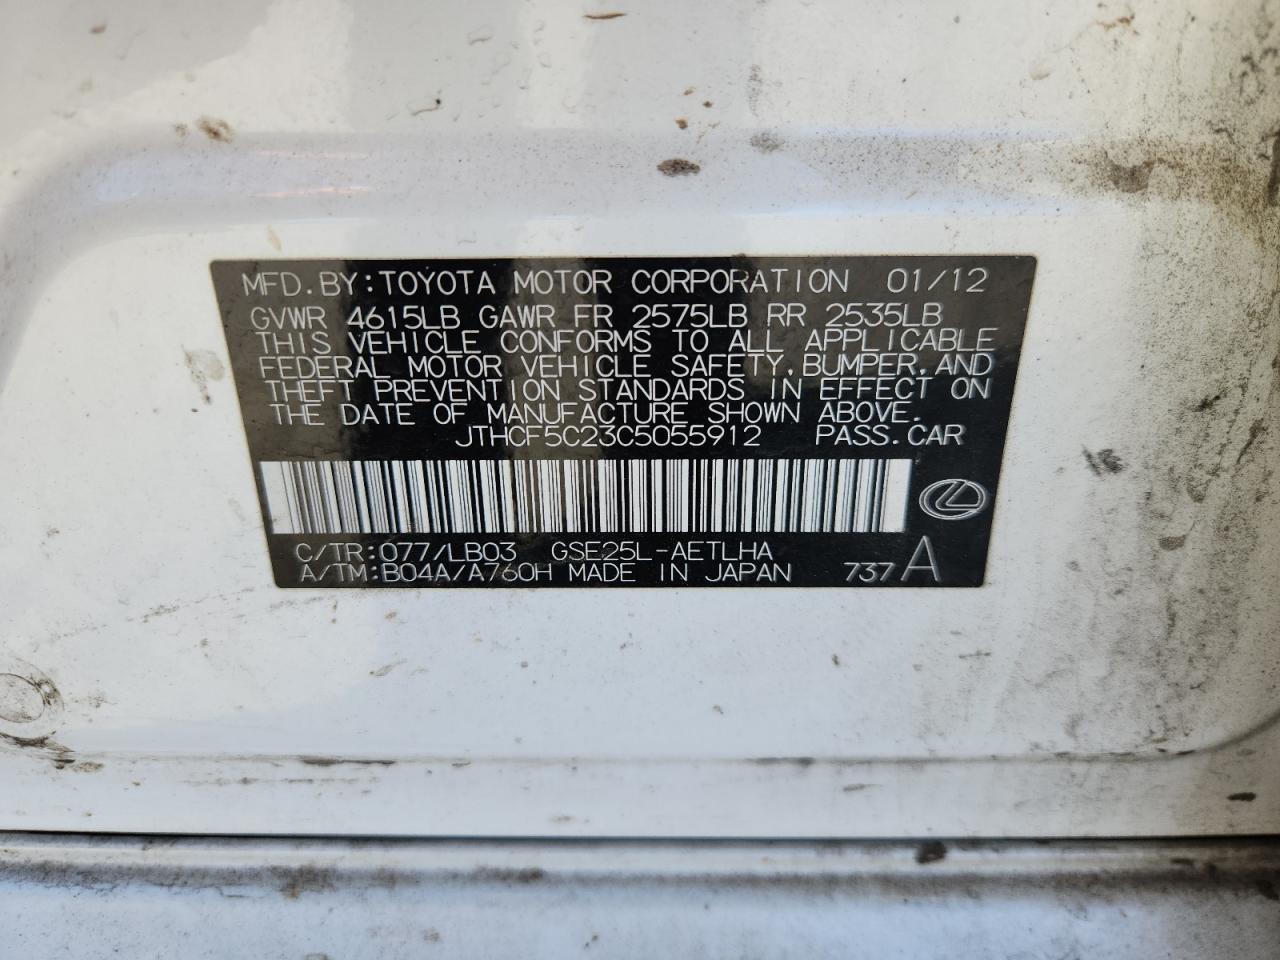 MFD.BY:TOYOTA MOTOR CORPORATION 01/12
GVWR 4615LB GAWR FR 2575LB RR 2535LB
THIS VEHICLE CONFORMS TO ALL APPLICABLE
FEDERAL MOTOR VEHICLE SAFETY,BUMPER,AND
THEFT PREVENTION STANDARDS IN EFFECT ON
THE DATE OF MANUFACTURE SHOWN ABOVE.
JTHCF5C23C5055912 PASS.CAR
C/TR:077/LB03 GSE25L-AETLHA
A/TM:B04A/A760H MADE IN JAPAN 737A